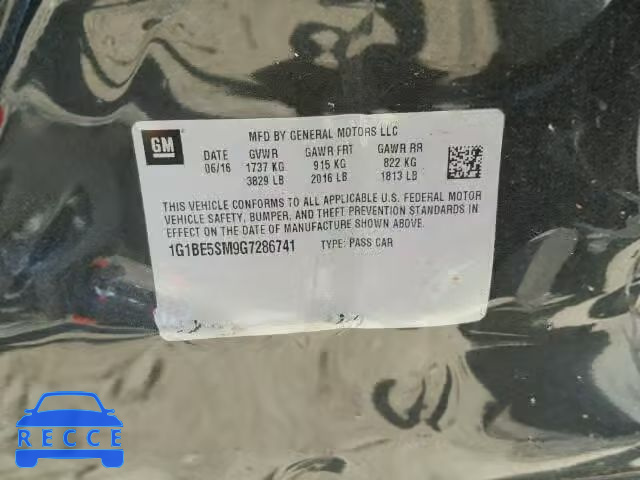 GM
MFD BY GENERAL MOTORS LLC
DATE GVWR GAWR FRT GAWR RR
06/16 1737 KG 915 KG 822 KG
3829 LB 2016 LB 1813 LB
THIS VEHICLE CONFORMS TO ALL APPLICABLE U.S. FEDERAL MOTOR
VEHICLE SAFETY, BUMPER, AND THEFT PREVENTION STANDARDS IN
EFFECT ON THE DATE OF MANUFACTURE SHOWN ABOVE.
1G1BE5SM9G7286741 TYPE: PASS CAR
RECCE